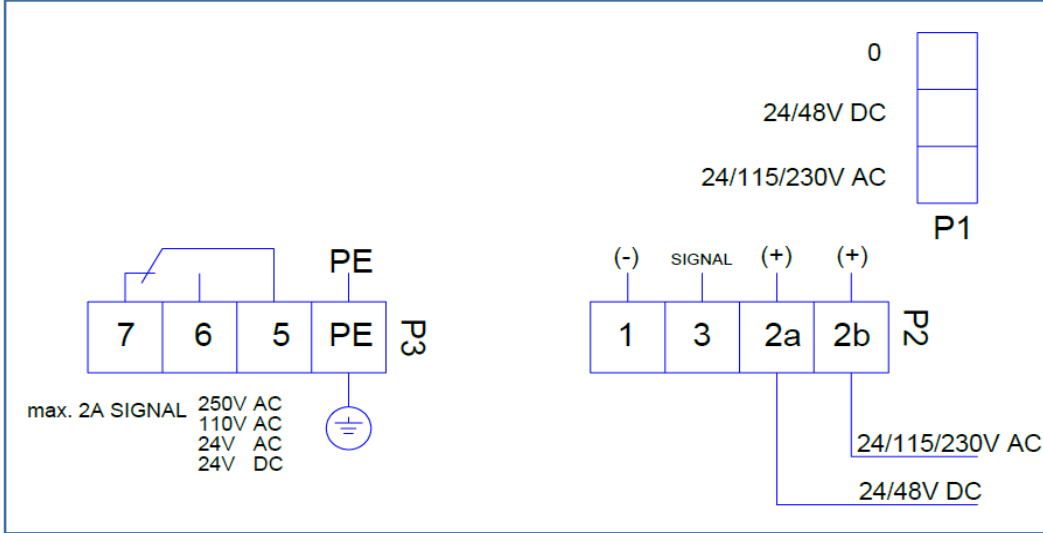 0
24/48V DC
24/115/230V AC
P1
PE
7 6 5 PE P3
max. 2A SIGNAL 250V AC
110V AC
24V AC
24V DC
(-) SIGNAL (+) (+)
1 3 2a 2b P2
24/115/230V AC
24/48V DC